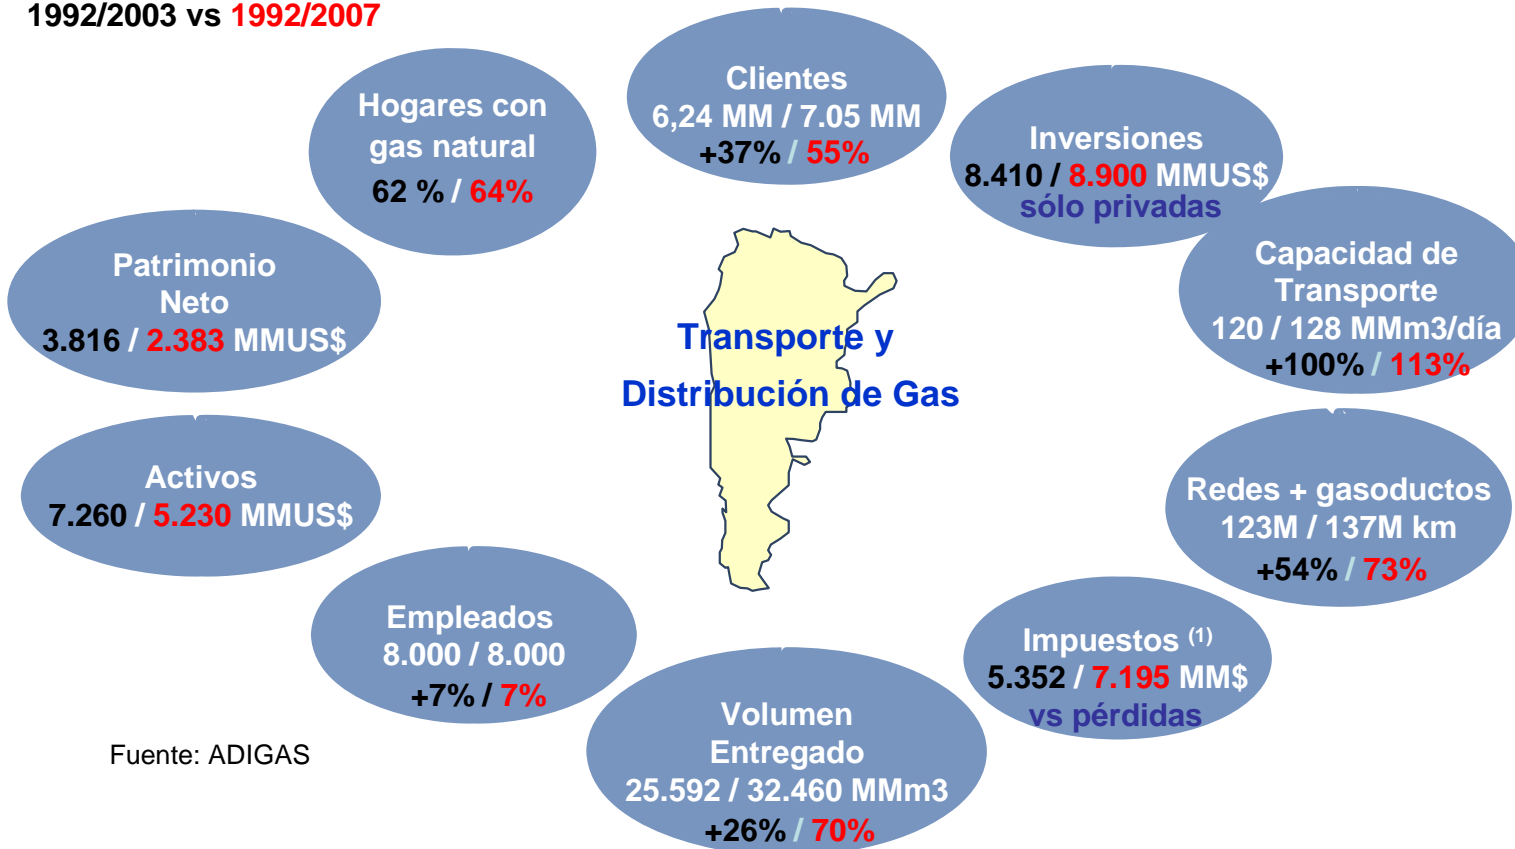 1992/2003 vs 1992/2007
Clientes
6,24 MM / 7.05 MM
+37% / 55%
Hogares con
gas natural
62 % / 64%
Inversiones
8.410 / 8.900 MMUS$
sólo privadas
Patrimonio
Neto
3.816 / 2.383 MMUS$
Capacidad de
Transporte
120 / 128 MMm3/día
+100% / 113%
Transporte y
Distribución de Gas
Activos
7.260 / 5.230 MMUS$
Redes + gasoductos
123M / 137M km
+54% / 73%
Empleados
8.000 / 8.000
+7% / 7%
Impuestos (1)
5.352 / 7.195 MM$
vs pérdidas
Volumen
Entregado
25.592 / 32.460 MMm3
+26% / 70%
Fuente: ADIGAS